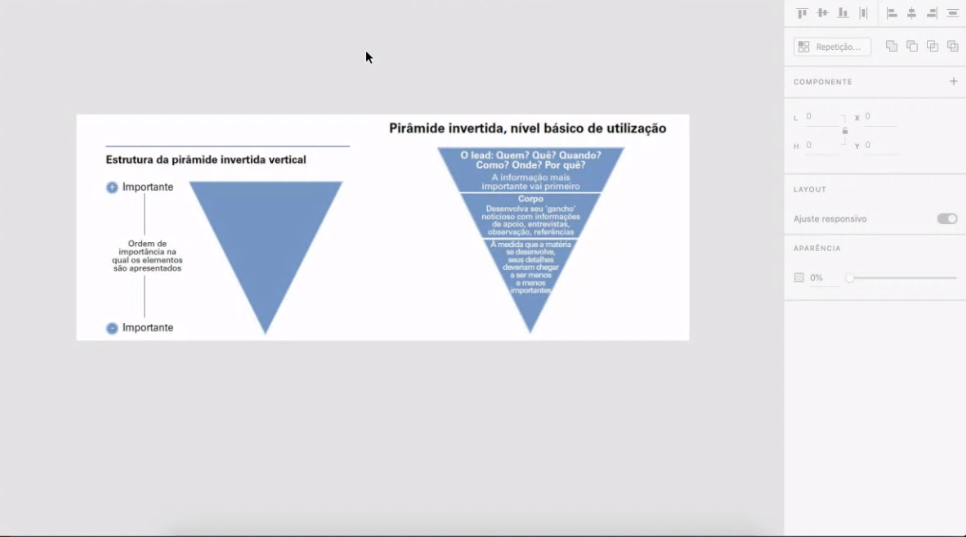 Estrutura da pirâmide invertida vertical
+ Importante
Ordem de
importância na
qual os elementos
são apresentados
- Importante
Pirâmide invertida, nível básico de utilização
O lead: Quem? Quê? Quando?
Como? Onde? Por quê?
A informação mais
importante vai primeiro
Corpo
Desenvolva seu 'gancho'
noticioso com informações
de apoio, entrevistas,
observação, referências
À medida que a matéria
se desenvolve,
seus detalhes
deveriam chegar
a ser menos
e menos
importantes
Repetição...
COMPONENTE +
L 0 X 0
H 0 Y 0
LAYOUT
Ajuste responsivo
APARÊNCIA
0%